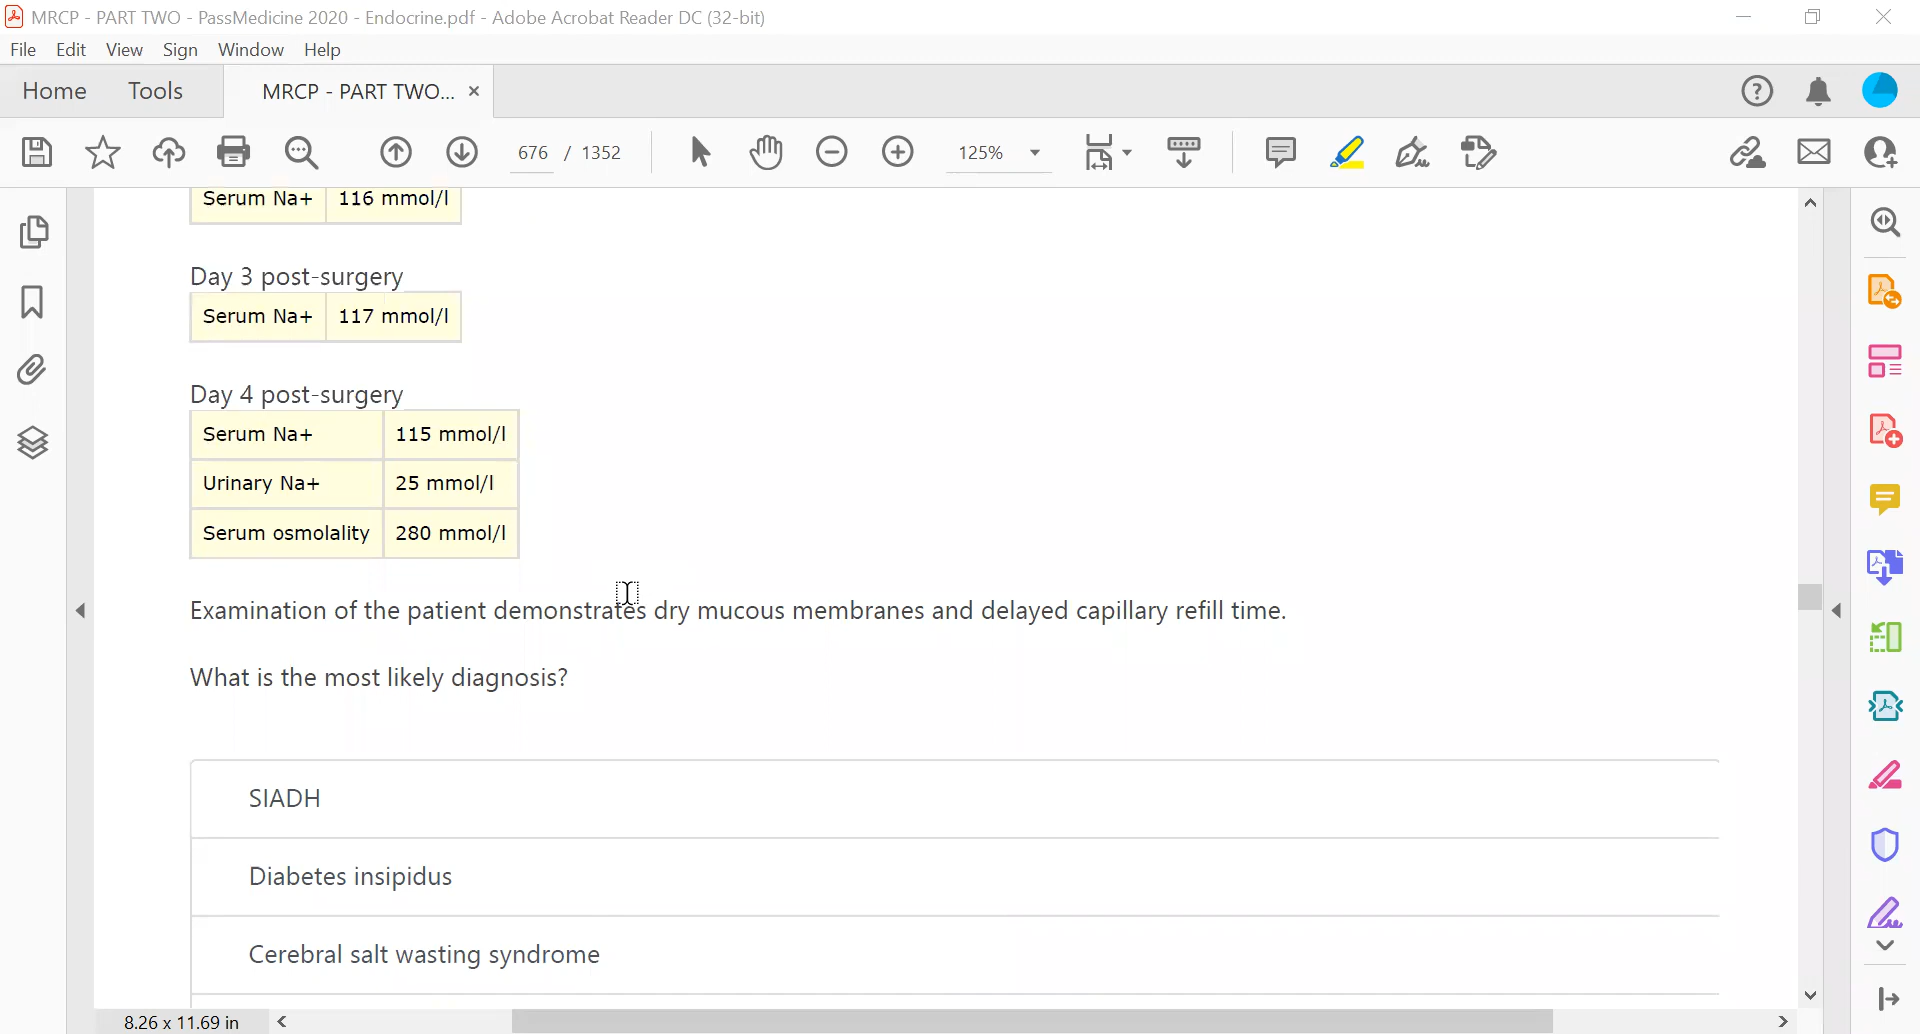 MRCP - PART TWO - PassMedicine 2020 - Endocrine.pdf - Adobe Acrobat Reader DC (32-bit)
File Edit View Sign Window Help
Home Tools MRCP - PART TWO... ×
676 / 1352 125%
Serum Na+ 116 mmol/l
Day 3 post-surgery
Serum Na+ 117 mmol/l
Day 4 post-surgery
Serum Na+ 115 mmol/l
Urinary Na+ 25 mmol/l
Serum osmolality 280 mmol/l
Examination of the patient demonstrates dry mucous membranes and delayed capillary refill time.
What is the most likely diagnosis?
SIADH
Diabetes insipidus
Cerebral salt wasting syndrome
8.26 x 11.69 in